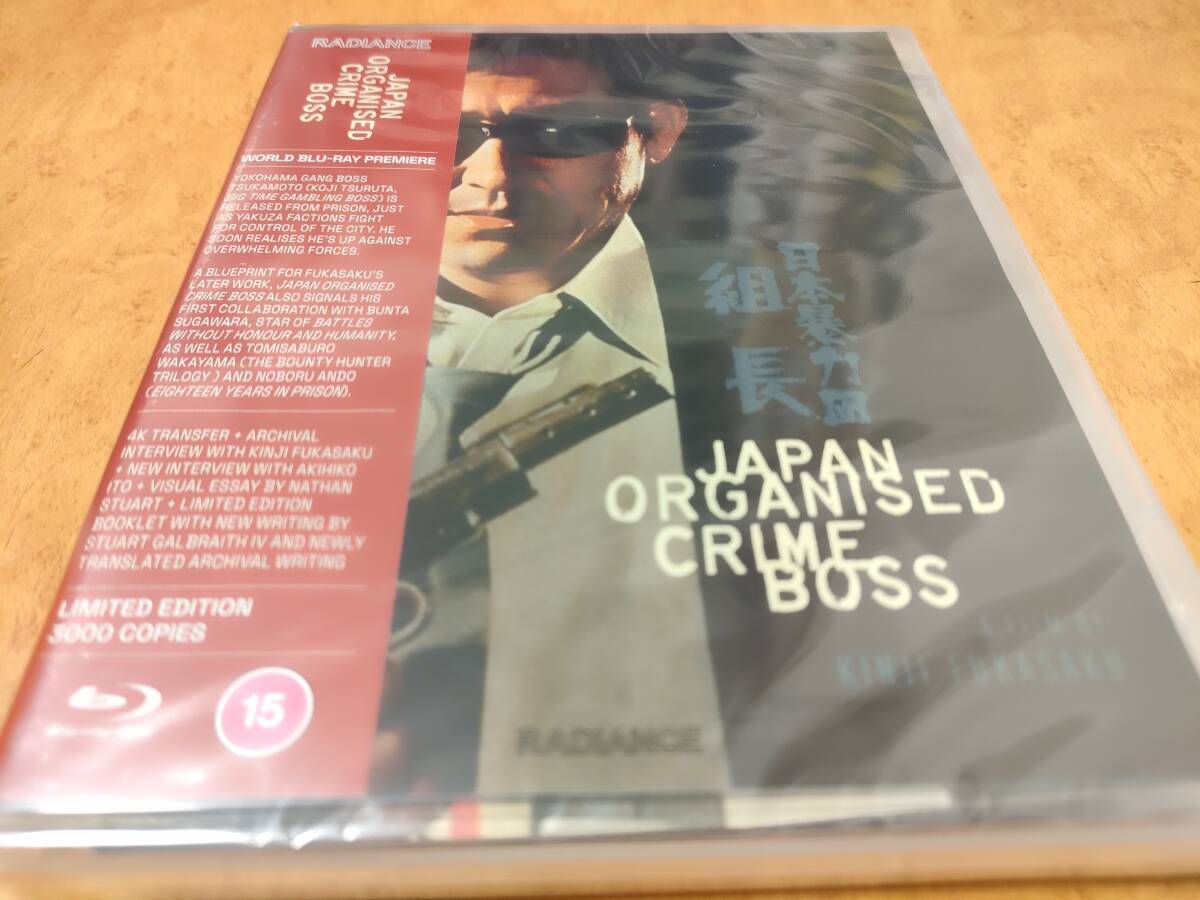 RADIANCE
JAPAN
ORGANISED
CRIME
BOSS
WORLD BLU-RAY PREMIERE
YOKOHAMA GANG BOSS
TSUKAMOTO (KOJI TSURUTA,
BIG TIME GAMBLING BOSS) IS
RELEASED FROM PRISON, JUST
AS YAKUZA FACTIONS FIGHT
FOR CONTROL OF THE CITY. HE
SOON REALISES HE'S UP AGAINST
OVERWHELMING FORCES.
A BLUEPRINT FOR FUKASAKU'S
LATER WORK, JAPAN ORGANISED
CRIME BOSS ALSO SIGNALS HIS
FIRST COLLABORATION WITH BUNTA
SUGAWARA, STAR OF BATTLES
WITHOUT HONOUR AND HUMANITY,
AS WELL AS TOMISABURO
WAKAYAMA (THE BOUNTY HUNTER
TRILOGY ) AND NOBORU ANDO
(EIGHTEEN YEARS IN PRISON).
4K TRANSFER + ARCHIVAL
INTERVIEW WITH KINJI FUKASAKU
+ NEW INTERVIEW WITH AKIHIKO
ITO + VISUAL ESSAY BY NATHAN
STUART + LIMITED EDITION
BOOKLET WITH NEW WRITING BY
STUART GALBRAITH IV AND NEWLY
TRANSLATED ARCHIVAL WRITING
LIMITED EDITION
3000 COPIES
15
日本暴力団
組長
JAPAN
ORGANISED
CRIME
BOSS
A FILM BY
KINJI FUKASAKU
RADIANCE